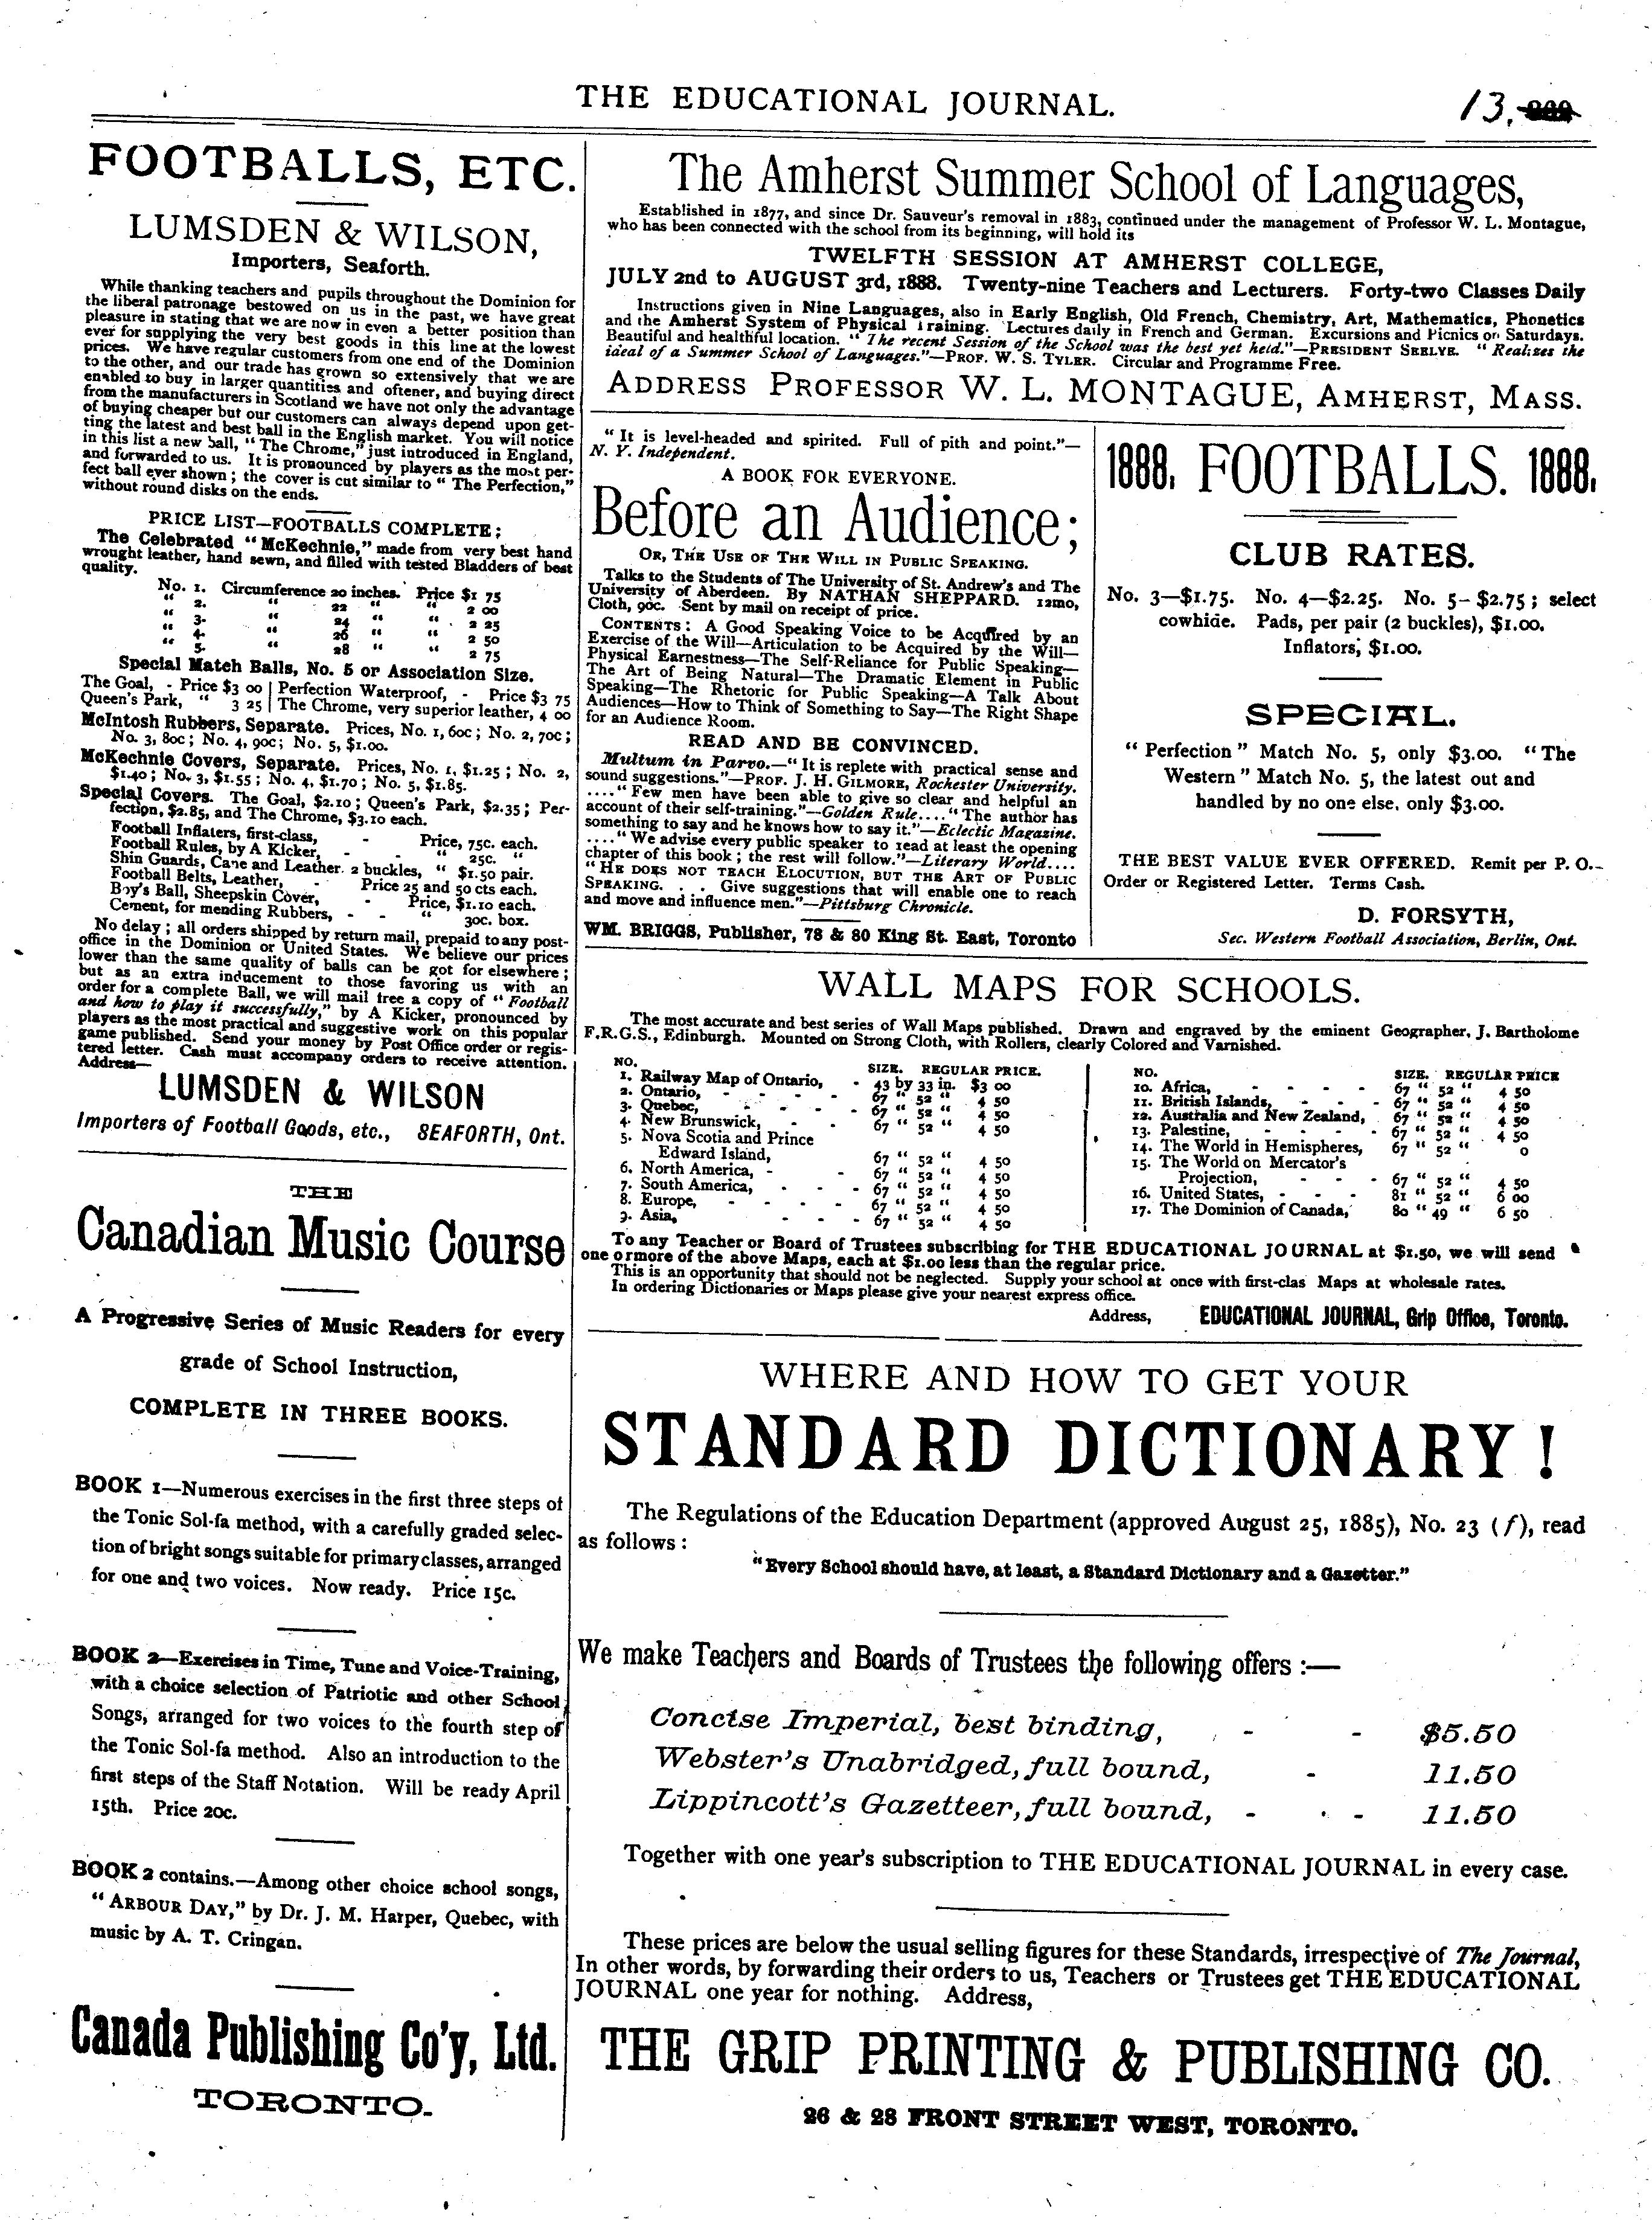 THE EDUCATIONAL JOURNAL.
13.
FOOTBALLS, ETC.
LUMSDEN & WILSON,
Importers, Seaforth.
While thanking teachers and pupils throughout the Dominion for
the liberal patronage bestowed on us in the past, we have great
pleasure in stating that we are now in even a better position than
ever for supplying the very best goods in this line at the lowest
prices. We have regular customers from one end of the Dominion
to the other, and our trade has grown so extensively that we are
enabled to buy in larger quantities and oftener, and buying direct
from the manufacturers in Scotland we have not only the advantage
of buying cheaper but our customers can always depend upon get-
ting the latest and best ball in the English market. You will notice
in this list a new ball, "The Chrome," just introduced in England,
and forwarded to us. It is pronounced by players as the most per-
fect ball ever shown; the cover is cut similar to "The Perfection,"
without round disks on the ends.
PRICE LIST—FOOTBALLS COMPLETE:
The Celebrated "McKechnie," made from very best hand
wrought leather, hand sewn, and filled with tested Bladders of best
quality.
No. 1. Circumference 20 inches. Price $1 75
" 2. " 22 " " 2 00
" 3. " 24 " " 2 25
" 4. " 26 " " 2 50
" 5. " 28 " " 2 75
Special Match Balls, No. 5 or Association Size.
The Goal, - Price $3 00 | Perfection Waterproof, - Price $3 75
Queen's Park, " 3 25 | The Chrome, very superior leather, 4 00
McIntosh Rubbers, Separate. Prices, No. 1, 60c; No. 2, 70c;
No. 3, 80c; No. 4, 90c; No. 5, $1.00.
McKechnie Covers, Separate. Prices, No. 1, $1.25; No. 2,
$1.40; No. 3, $1.55; No. 4, $1.70; No. 5, $1.85.
Special Covers. The Goal, $2.10; Queen's Park, $2.35; Per-
fection, $2.85, and The Chrome, $3.10 each.
Football Inflaters, first-class, - Price, 75c. each.
Football Rules, by A Kicker, - - " 25c. "
Shin Guards, Cane and Leather. 2 buckles, " $1.50 pair.
Football Belts, Leather, - Price 25 and 50 cts each.
Boy's Ball, Sheepskin Cover, - Price, $1.10 each.
Cement, for mending Rubbers, - - " 30c. box.
No delay; all orders shipped by return mail, prepaid to any post-
office in the Dominion or United States. We believe our prices
lower than the same quality of balls can be got for elsewhere;
but as an extra inducement to those favoring us with an
order for a complete Ball, we will mail free a copy of "Football
and how to play it successfully," by A Kicker, pronounced by
players as the most practical and suggestive work on this popular
game published. Send your money by Post Office order or regis-
tered letter. Cash must accompany orders to receive attention.
Address—
LUMSDEN & WILSON
Importers of Football Goods, etc., SEAFORTH, Ont.
THE
Canadian Music Course
A Progressive Series of Music Readers for every
grade of School Instruction,
COMPLETE IN THREE BOOKS.
BOOK 1—Numerous exercises in the first three steps of
the Tonic Sol-fa method, with a carefully graded selec-
tion of bright songs suitable for primary classes, arranged
for one and two voices. Now ready. Price 15c.
BOOK 2—Exercises in Time, Tune and Voice-Training,
with a choice selection of Patriotic and other School
Songs, arranged for two voices to the fourth step of
the Tonic Sol-fa method. Also an introduction to the
first steps of the Staff Notation. Will be ready April
15th. Price 20c.
BOOK 2 contains.—Among other choice school songs,
"ARBOUR DAY," by Dr. J. M. Harper, Quebec, with
music by A. T. Cringan.
Canada Publishing Co'y, Ltd.
TORONTO.
The Amherst Summer School of Languages,
Established in 1877, and since Dr. Sauveur's removal in 1883, continued under the management of Professor W. L. Montague,
who has been connected with the school from its beginning, will hold its
TWELFTH SESSION AT AMHERST COLLEGE,
JULY 2nd to AUGUST 3rd, 1888. Twenty-nine Teachers and Lecturers. Forty-two Classes Daily
Instructions given in Nine Languages, also in Early English, Old French, Chemistry, Art, Mathematics, Phonetics
and the Amherst System of Physical Training. Lectures daily in French and German. Excursions and Picnics on Saturdays.
Beautiful and healthful location. "The recent Session of the School was the best yet held."—PRESIDENT SEELYE. "Realizes the
ideal of a Summer School of Languages."—PROF. W. S. TYLER. Circular and Programme Free.
ADDRESS PROFESSOR W. L. MONTAGUE, AMHERST, MASS.
"It is level-headed and spirited. Full of pith and point."—
N. Y. Independent.
A BOOK FOR EVERYONE.
Before an Audience;
OR, THE USE OF THE WILL IN PUBLIC SPEAKING.
Talks to the Students of The University of St. Andrew's and The
University of Aberdeen. By NATHAN SHEPPARD. 12mo,
Cloth, 90c. Sent by mail on receipt of price.
CONTENTS: A Good Speaking Voice to be Acquired by an
Exercise of the Will—Articulation to be Acquired by the Will—
Physical Earnestness—The Self-Reliance for Public Speaking—
The Art of Being Natural—The Dramatic Element in Public
Speaking—The Rhetoric for Public Speaking—A Talk About
Audiences—How to Think of Something to Say—The Right Shape
for an Audience Room.
READ AND BE CONVINCED.
Multum in Parvo.—"It is replete with practical sense and
sound suggestions."—PROF. J. H. GILMORE, Rochester University.
...."Few men have been able to give so clear and helpful an
account of their self-training."—Golden Rule...."The author has
something to say and he knows how to say it."—Eclectic Magazine.
...."We advise every public speaker to read at least the opening
chapter of this book; the rest will follow."—Literary World....
"HE DOES NOT TEACH ELOCUTION, BUT THE ART OF PUBLIC
SPEAKING. . . Give suggestions that will enable one to reach
and move and influence men."—Pittsburg Chronicle.
WM. BRIGGS, Publisher, 78 & 80 King St. East, Toronto
1888. FOOTBALLS. 1888.
CLUB RATES.
No. 3—$1.75. No. 4—$2.25. No. 5—$2.75; select
cowhide. Pads, per pair (2 buckles), $1.00.
Inflators, $1.00.
SPECIAL.
"Perfection" Match No. 5, only $3.00. "The
Western" Match No. 5, the latest out and
handled by no one else, only $3.00.
THE BEST VALUE EVER OFFERED. Remit per P. O.
Order or Registered Letter. Terms Cash.
D. FORSYTH,
Sec. Western Football Association, Berlin, Ont.
WALL MAPS FOR SCHOOLS.
The most accurate and best series of Wall Maps published. Drawn and engraved by the eminent Geographer, J. Bartholome
F.R.G.S., Edinburgh. Mounted on Strong Cloth, with Rollers, clearly Colored and Varnished.
NO. SIZE. REGULAR PRICE.
1. Railway Map of Ontario, - 43 by 33 in. $3 00
2. Ontario, - - - 67 " 52 " 4 50
3. Quebec, - - - 67 " 52 " 4 50
4. New Brunswick, - - 67 " 52 " 4 50
5. Nova Scotia and Prince
Edward Island, 67 " 52 " 4 50
6. North America, - - 67 " 52 " 4 50
7. South America, - - - 67 " 52 " 4 50
8. Europe, - - - - 67 " 52 " 4 50
9. Asia, - - - 67 " 52 " 4 50
NO. SIZE. REGULAR PRICE
10. Africa, - - - - 67 " 52 " 4 50
11. British Islands, - - - 67 " 52 " 4 50
12. Australia and New Zealand, 67 " 52 " 4 50
13. Palestine, - - - - 67 " 52 " 4 50
14. The World in Hemispheres, 67 " 52 " 0
15. The World on Mercator's
Projection, - - - 67 " 52 " 4 50
16. United States, - - - 81 " 52 " 6 00
17. The Dominion of Canada, 80 " 49 " 6 50
To any Teacher or Board of Trustees subscribing for THE EDUCATIONAL JOURNAL at $1.50, we will send
one or more of the above Maps, each at $1.00 less than the regular price.
This is an opportunity that should not be neglected. Supply your school at once with first-clas Maps at wholesale rates.
In ordering Dictionaries or Maps please give your nearest express office.
Address, EDUCATIONAL JOURNAL, Grip Office, Toronto.
WHERE AND HOW TO GET YOUR
STANDARD DICTIONARY!
The Regulations of the Education Department (approved August 25, 1885), No. 23 (f), read
as follows:
"Every School should have, at least, a Standard Dictionary and a Gazetter."
We make Teachers and Boards of Trustees the following offers:—
Concise Imperial, best binding, - - $5.50
Webster's Unabridged, full bound, - 11.50
Lippincott's Gazetteer, full bound, - - 11.50
Together with one year's subscription to THE EDUCATIONAL JOURNAL in every case.
These prices are below the usual selling figures for these Standards, irrespective of The Journal,
In other words, by forwarding their orders to us, Teachers or Trustees get THE EDUCATIONAL
JOURNAL one year for nothing. Address,
THE GRIP PRINTING & PUBLISHING CO.
26 & 28 FRONT STREET WEST, TORONTO.